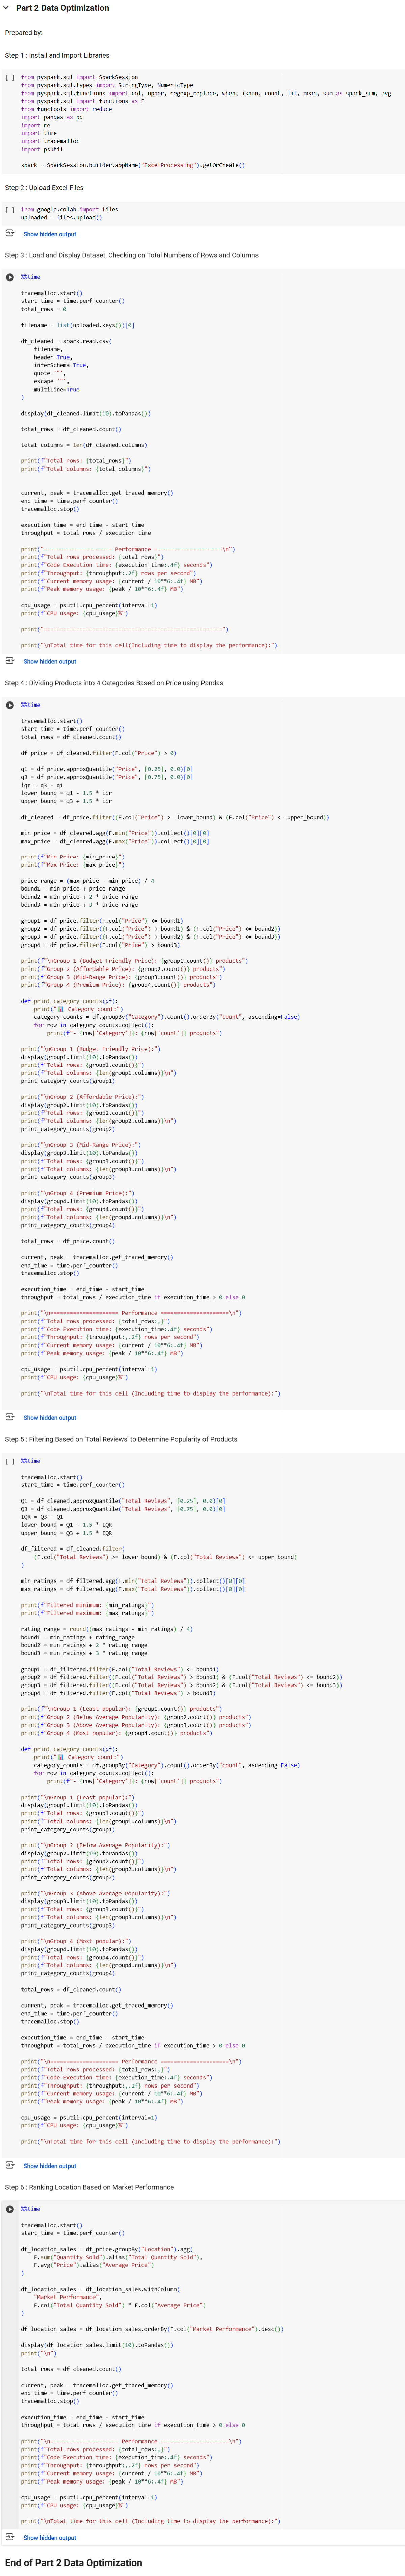 Part 2 Data Optimization
Prepared by:
Step 1 : Install and Import Libraries
[ ] from pyspark.sql import SparkSession
from pyspark.sql.types import StringType, NumericType
from pyspark.sql.functions import col, upper, regexp_replace, when, isnan, count, lit, mean, sum as spark_sum, avg
from pyspark.sql import functions as F
from functools import reduce
import pandas as pd
import re
import time
import tracemalloc
import psutil
spark = SparkSession.builder.appName("ExcelProcessing").getOrCreate()
Step 2 : Upload Excel Files
[ ] from google.colab import files
uploaded = files.upload()
Show hidden output
Step 3 : Load and Display Dataset, Checking on Total Numbers of Rows and Columns
%%time
tracemalloc.start()
start_time = time.perf_counter()
total_rows = 0
filename = list(uploaded.keys())[0]
df_cleaned = spark.read.csv(
filename,
header=True,
inferSchema=True,
quote='"',
escape='"',
multiLine=True
)
display(df_cleaned.limit(10).toPandas())
total_rows = df_cleaned.count()
total_columns = len(df_cleaned.columns)
print(f"Total rows: {total_rows}")
print(f"Total columns: {total_columns}")
current, peak = tracemalloc.get_traced_memory()
end_time = time.perf_counter()
tracemalloc.stop()
execution_time = end_time - start_time
throughput = total_rows / execution_time
print("===================== Performance =====================\n")
print(f"Total rows processed: {total_rows}")
print(f"Code Execution time: {execution_time:.4f} seconds")
print(f"Throughput: {throughput:.2f} rows per second")
print(f"Current memory usage: {current / 10**6:.4f} MB")
print(f"Peak memory usage: {peak / 10**6:.4f} MB")
cpu_usage = psutil.cpu_percent(interval=1)
print(f"CPU usage: {cpu_usage}%")
print("=======================================================")
print("\nTotal time for this cell(Including time to display the performance):")
Show hidden output
Step 4 : Dividing Products into 4 Categories Based on Price using Pandas
%%time
tracemalloc.start()
start_time = time.perf_counter()
total_rows = df_cleaned.count()
df_price = df_cleaned.filter(F.col("Price") > 0)
q1 = df_price.approxQuantile("Price", [0.25], 0.0)[0]
q3 = df_price.approxQuantile("Price", [0.75], 0.0)[0]
iqr = q3 - q1
lower_bound = q1 - 1.5 * iqr
upper_bound = q3 + 1.5 * iqr
df_cleaned = df_price.filter((F.col("Price") >= lower_bound) & (F.col("Price") <= upper_bound))
min_price = df_cleaned.agg(F.min("Price")).collect()[0][0]
max_price = df_cleaned.agg(F.max("Price")).collect()[0][0]
print(f"Min Price: {min_price}")
print(f"Max Price: {max_price}")
price_range = (max_price - min_price) / 4
bound1 = min_price + price_range
bound2 = min_price + 2 * price_range
bound3 = min_price + 3 * price_range
group1 = df_price.filter(F.col("Price") <= bound1)
group2 = df_price.filter((F.col("Price") > bound1) & (F.col("Price") <= bound2))
group3 = df_price.filter((F.col("Price") > bound2) & (F.col("Price") <= bound3))
group4 = df_price.filter(F.col("Price") > bound3)
print(f"\nGroup 1 (Budget Friendly Price): {group1.count()} products")
print(f"Group 2 (Affordable Price): {group2.count()} products")
print(f"Group 3 (Mid-Range Price): {group3.count()} products")
print(f"Group 4 (Premium Price): {group4.count()} products")
def print_category_counts(df):
print("📊 Category count:")
category_counts = df.groupBy("Category").count().orderBy("count", ascending=False)
for row in category_counts.collect():
print(f"- {row['Category']}: {row['count']} products")
print("\nGroup 1 (Budget Friendly Price):")
display(group1.limit(10).toPandas())
print(f"Total rows: {group1.count()}")
print(f"Total columns: {len(group1.columns)}\n")
print_category_counts(group1)
print("\nGroup 2 (Affordable Price):")
display(group2.limit(10).toPandas())
print(f"Total rows: {group2.count()}")
print(f"Total columns: {len(group2.columns)}\n")
print_category_counts(group2)
print("\nGroup 3 (Mid-Range Price):")
display(group3.limit(10).toPandas())
print(f"Total rows: {group3.count()}")
print(f"Total columns: {len(group3.columns)}\n")
print_category_counts(group3)
print("\nGroup 4 (Premium Price):")
display(group4.limit(10).toPandas())
print(f"Total rows: {group4.count()}")
print(f"Total columns: {len(group4.columns)}\n")
print_category_counts(group4)
total_rows = df_price.count()
current, peak = tracemalloc.get_traced_memory()
end_time = time.perf_counter()
tracemalloc.stop()
execution_time = end_time - start_time
throughput = total_rows / execution_time if execution_time > 0 else 0
print("\n===================== Performance =====================\n")
print(f"Total rows processed: {total_rows:,}")
print(f"Code Execution time: {execution_time:.4f} seconds")
print(f"Throughput: {throughput:,.2f} rows per second")
print(f"Current memory usage: {current / 10**6:.4f} MB")
print(f"Peak memory usage: {peak / 10**6:.4f} MB")
cpu_usage = psutil.cpu_percent(interval=1)
print(f"CPU usage: {cpu_usage}%")
print("\nTotal time for this cell (Including time to display the performance):")
Show hidden output
Step 5 : Filtering Based on 'Total Reviews' to Determine Popularity of Products
[ ] %%time
tracemalloc.start()
start_time = time.perf_counter()
Q1 = df_cleaned.approxQuantile("Total Reviews", [0.25], 0.0)[0]
Q3 = df_cleaned.approxQuantile("Total Reviews", [0.75], 0.0)[0]
IQR = Q3 - Q1
lower_bound = Q1 - 1.5 * IQR
upper_bound = Q3 + 1.5 * IQR
df_filtered = df_cleaned.filter(
(F.col("Total Reviews") >= lower_bound) & (F.col("Total Reviews") <= upper_bound)
)
min_ratings = df_filtered.agg(F.min("Total Reviews")).collect()[0][0]
max_ratings = df_filtered.agg(F.max("Total Reviews")).collect()[0][0]
print(f"Filtered minimum: {min_ratings}")
print(f"Filtered maximum: {max_ratings}")
rating_range = round((max_ratings - min_ratings) / 4)
bound1 = min_ratings + rating_range
bound2 = min_ratings + 2 * rating_range
bound3 = min_ratings + 3 * rating_range
group1 = df_filtered.filter(F.col("Total Reviews") <= bound1)
group2 = df_filtered.filter((F.col("Total Reviews") > bound1) & (F.col("Total Reviews") <= bound2))
group3 = df_filtered.filter((F.col("Total Reviews") > bound2) & (F.col("Total Reviews") <= bound3))
group4 = df_filtered.filter(F.col("Total Reviews") > bound3)
print(f"\nGroup 1 (Least popular): {group1.count()} products")
print(f"Group 2 (Below Average Popularity): {group2.count()} products")
print(f"Group 3 (Above Average Popularity): {group3.count()} products")
print(f"Group 4 (Most popular): {group4.count()} products")
def print_category_counts(df):
print("📊 Category count:")
category_counts = df.groupBy("Category").count().orderBy("count", ascending=False)
for row in category_counts.collect():
print(f"- {row['Category']}: {row['count']} products")
print("\nGroup 1 (Least popular):")
display(group1.limit(10).toPandas())
print(f"Total rows: {group1.count()}")
print(f"Total columns: {len(group1.columns)}\n")
print_category_counts(group1)
print("\nGroup 2 (Below Average Popularity):")
display(group2.limit(10).toPandas())
print(f"Total rows: {group2.count()}")
print(f"Total columns: {len(group2.columns)}\n")
print_category_counts(group2)
print("\nGroup 3 (Above Average Popularity):")
display(group3.limit(10).toPandas())
print(f"Total rows: {group3.count()}")
print(f"Total columns: {len(group3.columns)}\n")
print_category_counts(group3)
print("\nGroup 4 (Most popular):")
display(group4.limit(10).toPandas())
print(f"Total rows: {group4.count()}")
print(f"Total columns: {len(group4.columns)}\n")
print_category_counts(group4)
total_rows = df_cleaned.count()
current, peak = tracemalloc.get_traced_memory()
end_time = time.perf_counter()
tracemalloc.stop()
execution_time = end_time - start_time
throughput = total_rows / execution_time if execution_time > 0 else 0
print("\n===================== Performance =====================\n")
print(f"Total rows processed: {total_rows:,}")
print(f"Code Execution time: {execution_time:.4f} seconds")
print(f"Throughput: {throughput:,.2f} rows per second")
print(f"Current memory usage: {current / 10**6:.4f} MB")
print(f"Peak memory usage: {peak / 10**6:.4f} MB")
cpu_usage = psutil.cpu_percent(interval=1)
print(f"CPU usage: {cpu_usage}%")
print("\nTotal time for this cell (Including time to display the performance):")
Show hidden output
Step 6 : Ranking Location Based on Market Performance
%%time
tracemalloc.start()
start_time = time.perf_counter()
df_location_sales = df_price.groupBy("Location").agg(
F.sum("Quantity Sold").alias("Total Quantity Sold"),
F.avg("Price").alias("Average Price")
)
df_location_sales = df_location_sales.withColumn(
"Market Performance",
F.col("Total Quantity Sold") * F.col("Average Price")
)
df_location_sales = df_location_sales.orderBy(F.col("Market Performance").desc())
display(df_location_sales.limit(10).toPandas())
print("\n")
total_rows = df_cleaned.count()
current, peak = tracemalloc.get_traced_memory()
end_time = time.perf_counter()
tracemalloc.stop()
execution_time = end_time - start_time
throughput = total_rows / execution_time if execution_time > 0 else 0
print("\n===================== Performance =====================\n")
print(f"Total rows processed: {total_rows:,}")
print(f"Code Execution time: {execution_time:.4f} seconds")
print(f"Throughput: {throughput:,.2f} rows per second")
print(f"Current memory usage: {current / 10**6:.4f} MB")
print(f"Peak memory usage: {peak / 10**6:.4f} MB")
cpu_usage = psutil.cpu_percent(interval=1)
print(f"CPU usage: {cpu_usage}%")
print("\nTotal time for this cell (Including time to display the performance):")
Show hidden output
End of Part 2 Data Optimization